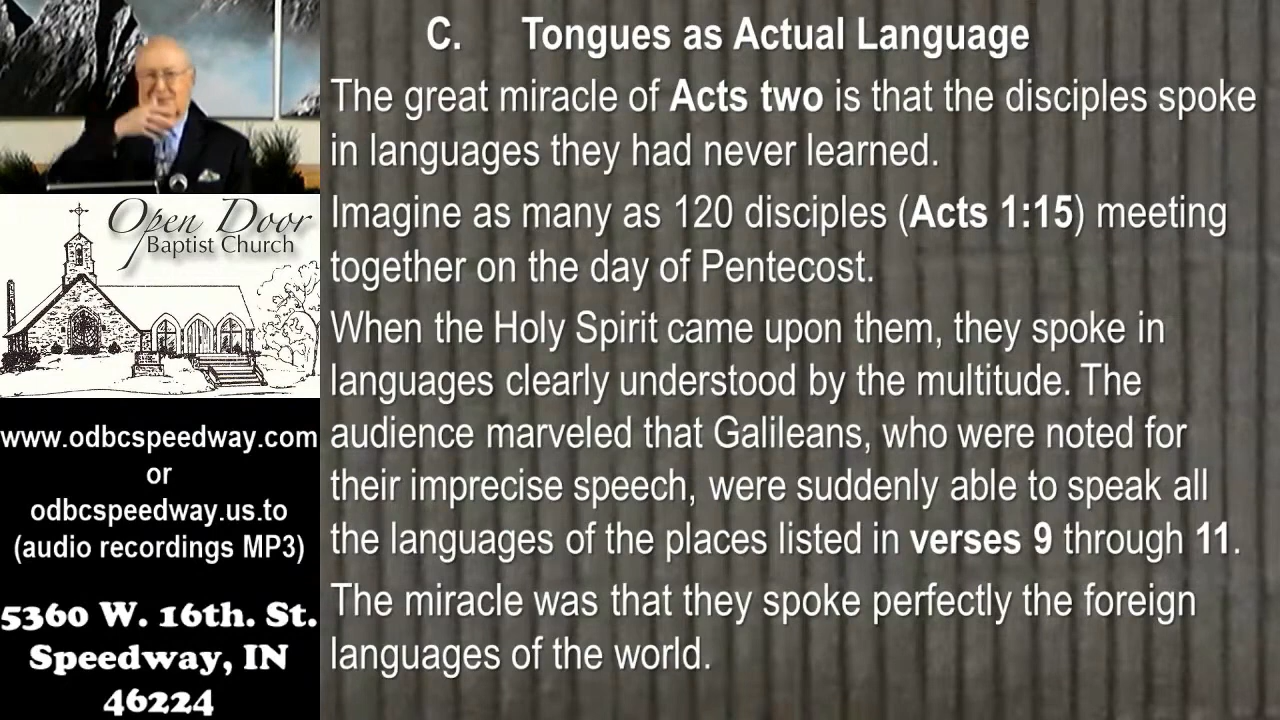 C. Tongues as Actual Language
The great miracle of Acts two is that the disciples spoke
in languages they had never learned.
Imagine as many as 120 disciples (Acts 1:15) meeting
together on the day of Pentecost.
When the Holy Spirit came upon them, they spoke in
languages clearly understood by the multitude. The
audience marveled that Galileans, who were noted for
their imprecise speech, were suddenly able to speak all
the languages of the places listed in verses 9 through 11.
The miracle was that they spoke perfectly the foreign
languages of the world.
Open Door
Baptist Church
www.odbcspeedway.com
or
odbcspeedway.us.to
(audio recordings MP3)
5360 W. 16th. St.
Speedway, IN
46224